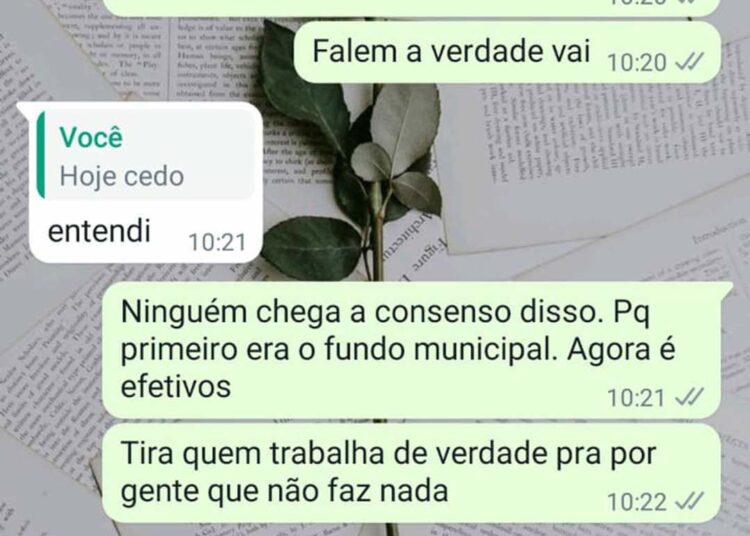 Falem a verdade vai 10:20
Você
Hoje cedo
entendi 10:21
Ninguém chega a consenso disso. Pq
primeiro era o fundo municipal. Agora é
efetivos 10:21
Tira quem trabalha de verdade pra por
gente que não faz nada 10:22